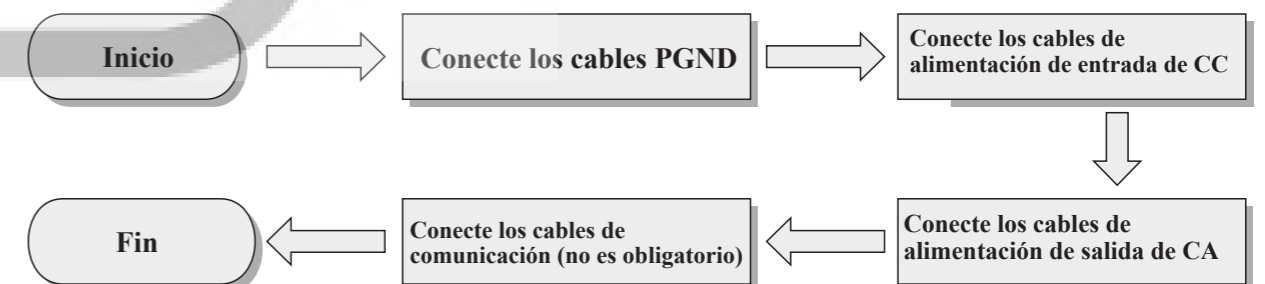 Inicio
Conecte los cables PGND
Conecte los cables de
alimentación de entrada de CC
Conecte los cables de
alimentación de salida de CA
Conecte los cables de
comunicación (no es obligatorio)
Fin